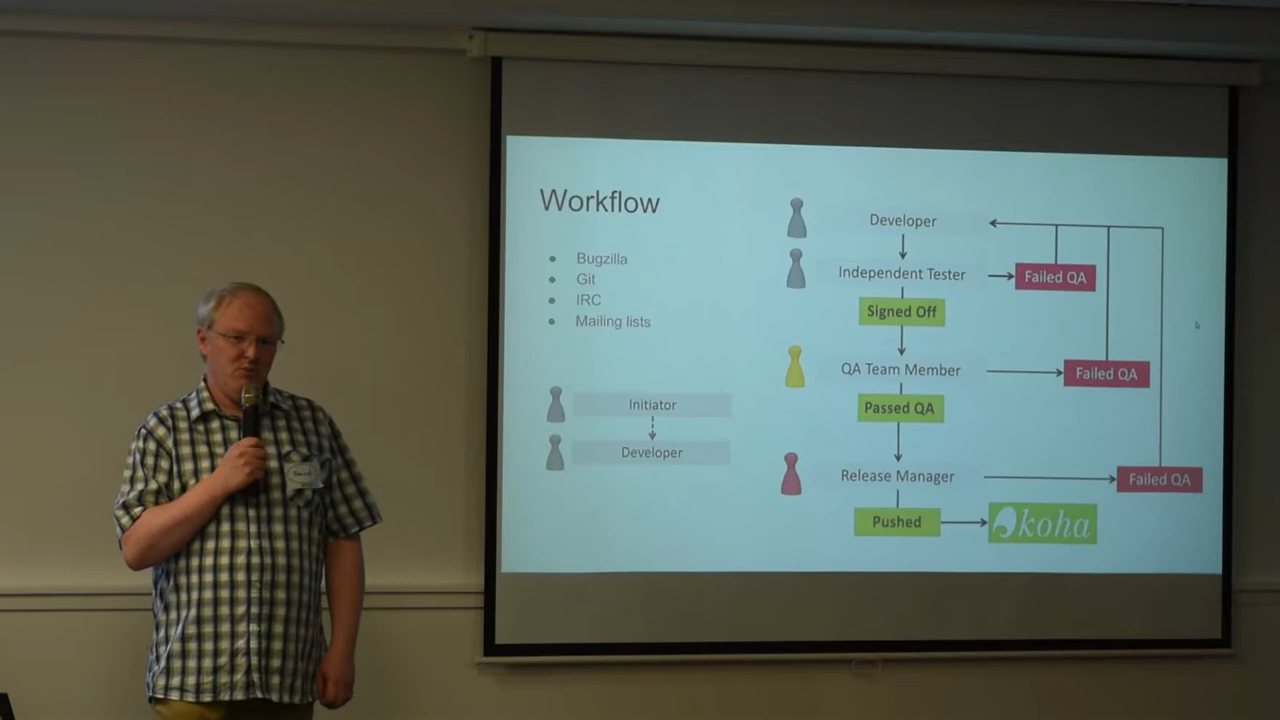 Workflow
Bugzilla
Git
IRC
Mailing lists
Initiator
Developer
Developer
Independent Tester
Failed QA
Signed Off
QA Team Member
Failed QA
Passed QA
Release Manager
Failed QA
Pushed
koha